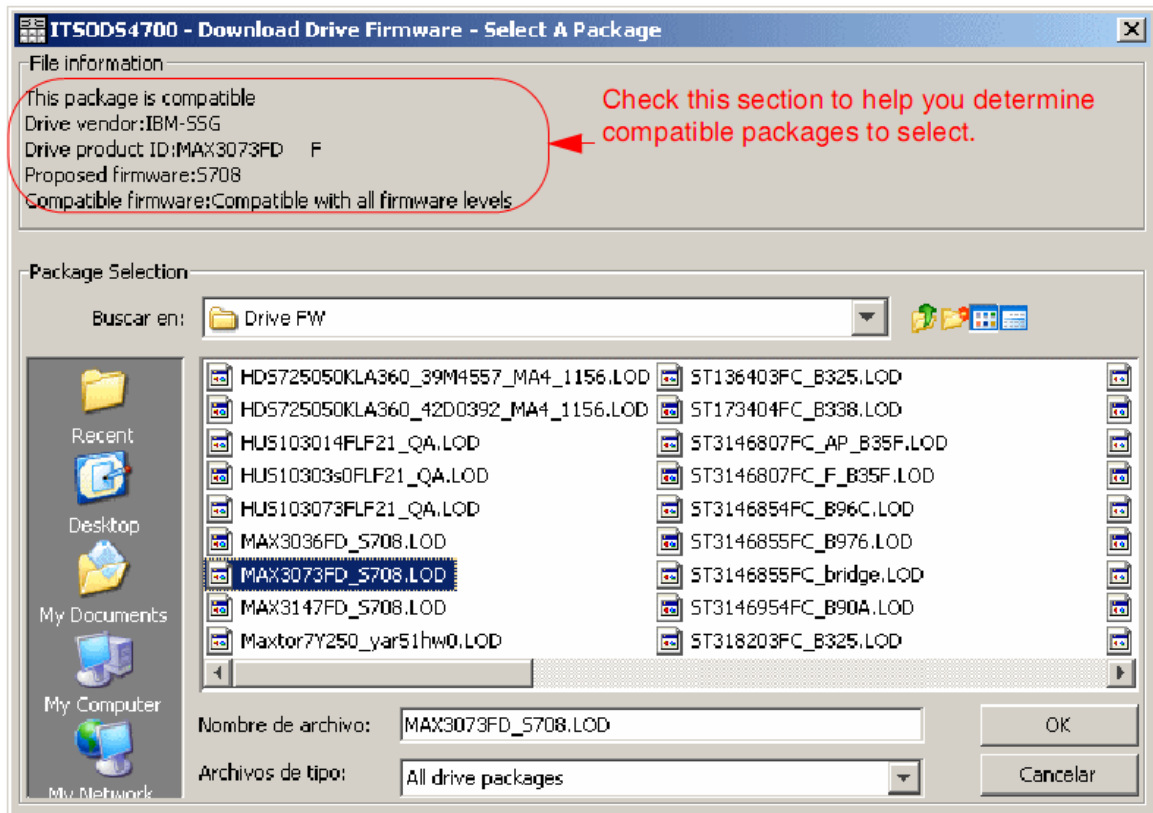 ITSODS4700 - Download Drive Firmware - Select A Package
File information
This package is compatible
Drive vendor:IBM-SSG
Drive product ID:MAX3073FD F
Proposed firmware:S708
Compatible firmware:Compatible with all firmware levels
Check this section to help you determine
compatible packages to select.
Package Selection
Buscar en:
Drive FW
HDS725050KLA360_39M4557_MA4_1156.LOD
HDS725050KLA360_42D0392_MA4_1156.LOD
HUS103014FLF21_QA.LOD
HUS10303s0FLF21_QA.LOD
HUS103073FLF21_QA.LOD
MAX3036FD_S708.LOD
MAX3073FD_S708.LOD
MAX3147FD_S708.LOD
Maxtor7Y250_yar51hw0.LOD
ST136403FC_B325.LOD
ST173404FC_B338.LOD
ST3146807FC_AP_B35F.LOD
ST3146807FC_F_B35F.LOD
ST3146854FC_B96C.LOD
ST3146855FC_B976.LOD
ST3146855FC_bridge.LOD
ST3146954FC_B90A.LOD
ST318203FC_B325.LOD
Recent
Desktop
My Documents
My Computer
My Network
Nombre de archivo:
MAX3073FD_S708.LOD
OK
Archivos de tipo:
All drive packages
Cancelar